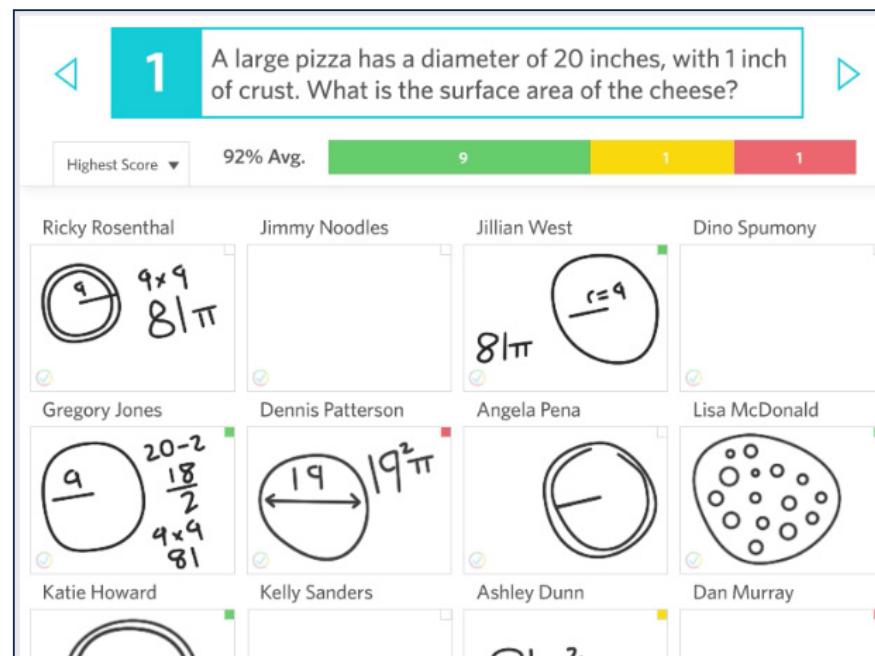 1
A large pizza has a diameter of 20 inches, with 1 inch
of crust. What is the surface area of the cheese?
Highest Score
92% Avg.
9
1
1
Ricky Rosenthal
Jimmy Noodles
Jillian West
Dino Spumony
9
9x9
81π
r=9
81π
Gregory Jones
Dennis Patterson
Angela Pena
Lisa McDonald
9
20-2
18
2
9x9
81
19
19²π
Katie Howard
Kelly Sanders
Ashley Dunn
Dan Murray